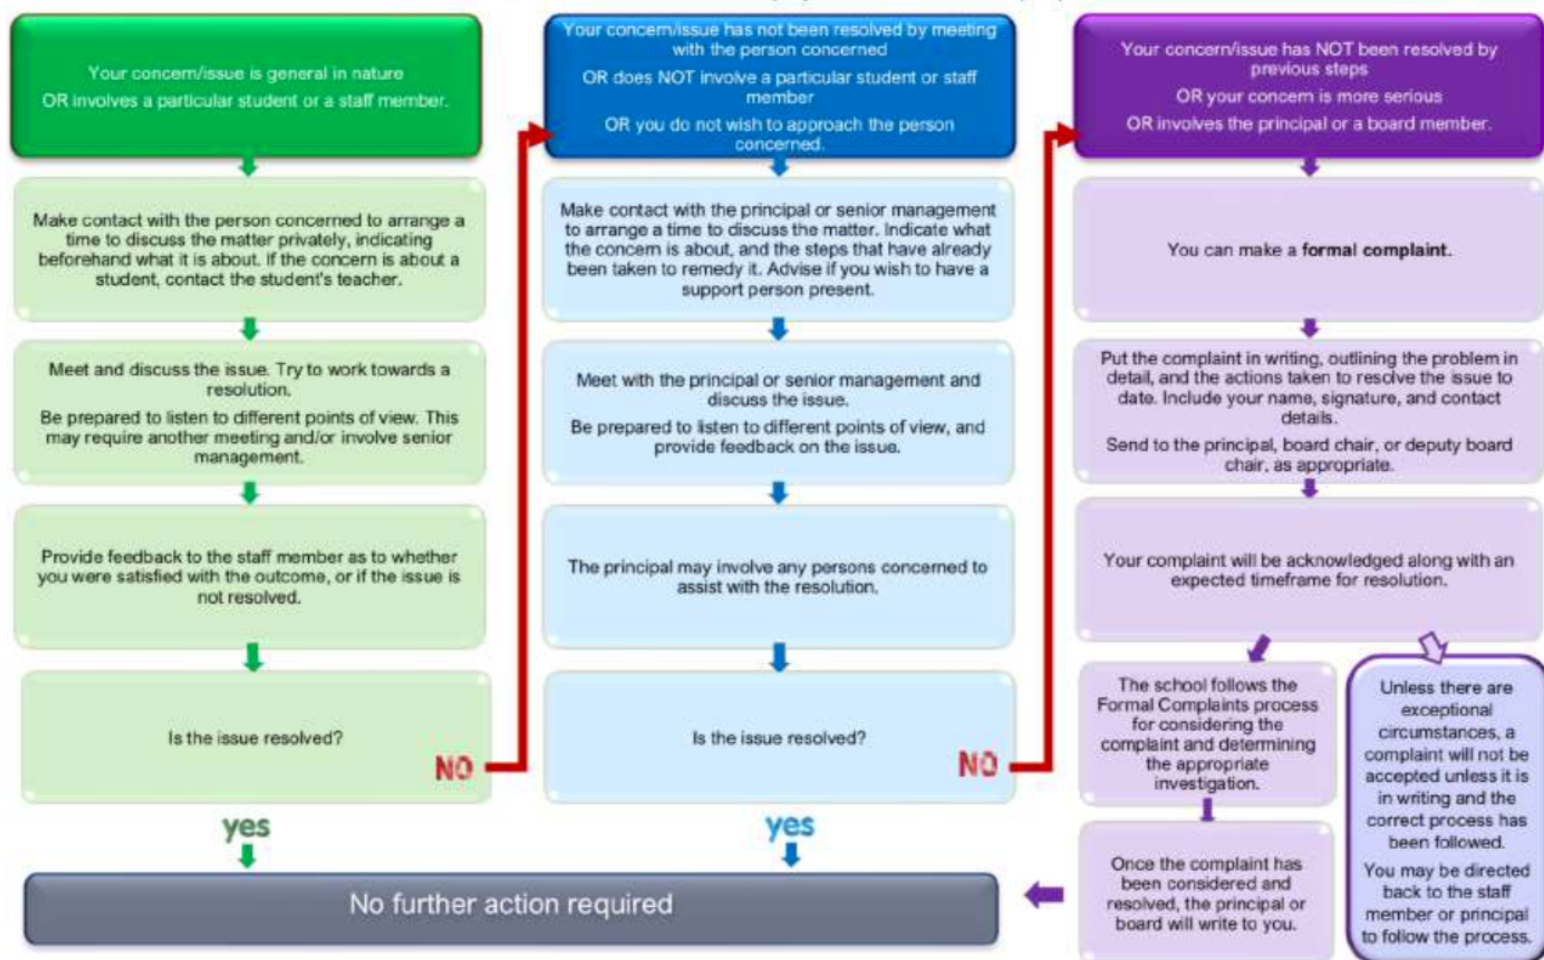 Your concern/issue is general in nature
OR involves a particular student or a staff member.
Make contact with the person concerned to arrange a
time to discuss the matter privately, indicating
beforehand what it is about. If the concern is about a
student, contact the student's teacher.
Meet and discuss the issue. Try to work towards a
resolution.
Be prepared to listen to different points of view. This
may require another meeting and/or involve senior
management.
Provide feedback to the staff member as to whether
you were satisfied with the outcome, or if the issue is
not resolved.
Is the issue resolved?
NO
yes
Your concern/issue has not been resolved by meeting
with the person concerned
OR does NOT involve a particular student or staff
member
OR you do not wish to approach the person
concerned.
Make contact with the principal or senior management
to arrange a time to discuss the matter. Indicate what
the concern is about, and the steps that have already
been taken to remedy it. Advise if you wish to have a
support person present.
Meet with the principal or senior management and
discuss the issue.
Be prepared to listen to different points of view, and
provide feedback on the issue.
The principal may involve any persons concerned to
assist with the resolution.
Is the issue resolved?
NO
yes
Your concern/issue has NOT been resolved by
previous steps
OR your concern is more serious
OR involves the principal or a board member.
You can make a formal complaint.
Put the complaint in writing, outlining the problem in
detail, and the actions taken to resolve the issue to
date. Include your name, signature, and contact
details.
Send to the principal, board chair, or deputy board
chair, as appropriate.
Your complaint will be acknowledged along with an
expected timeframe for resolution.
The school follows the
Formal Complaints process
for considering the
complaint and determining
the appropriate
investigation.
Once the complaint has
been considered and
resolved, the principal or
board will write to you.
Unless there are
exceptional
circumstances, a
complaint will not be
accepted unless it is
in writing and the
correct process has
been followed.
You may be directed
back to the staff
member or principal
to follow the process.
No further action required